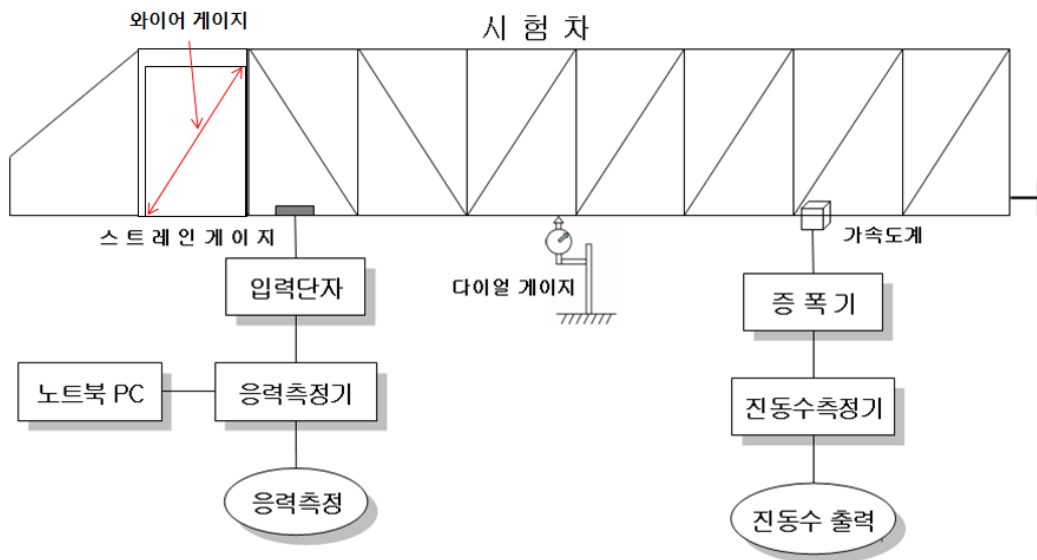 와이어 게이지
시 험 차
스 트 레 인 게 이 지
다이얼 게이지
가속도계
입력단자
증 폭 기
노트북 PC
응력측정기
진동수측정기
응력측정
진동수 출력